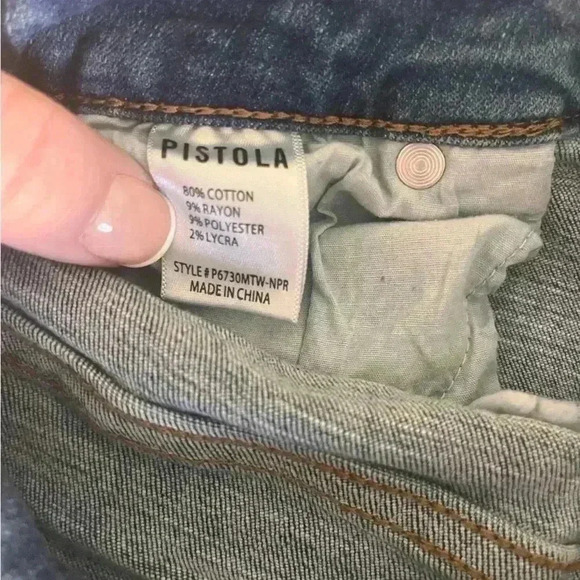 PISTOLA
80% COTTON
9% RAYON
9% POLYESTER
2% LYCRA
STYLE # P6730MTW-NPR
MADE IN CHINA